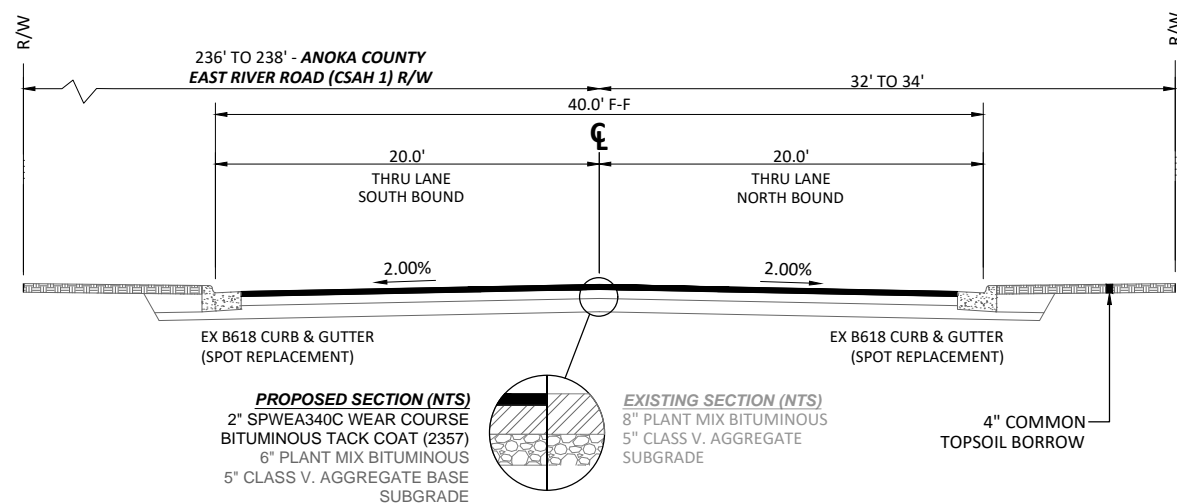 R/W
R/W
236' TO 238' - ANOKA COUNTY
EAST RIVER ROAD (CSAH 1) R/W
32' TO 34'
40.0' F-F
CL
20.0'
20.0'
THRU LANE
SOUTH BOUND
THRU LANE
NORTH BOUND
2.00%
2.00%
EX B618 CURB & GUTTER
(SPOT REPLACEMENT)
EX B618 CURB & GUTTER
(SPOT REPLACEMENT)
PROPOSED SECTION (NTS)
2" SPWEA340C WEAR COURSE
BITUMINOUS TACK COAT (2357)
6" PLANT MIX BITUMINOUS
5" CLASS V. AGGREGATE BASE
SUBGRADE
EXISTING SECTION (NTS)
8" PLANT MIX BITUMINOUS
5" CLASS V. AGGREGATE
SUBGRADE
4" COMMON
TOPSOIL BORROW